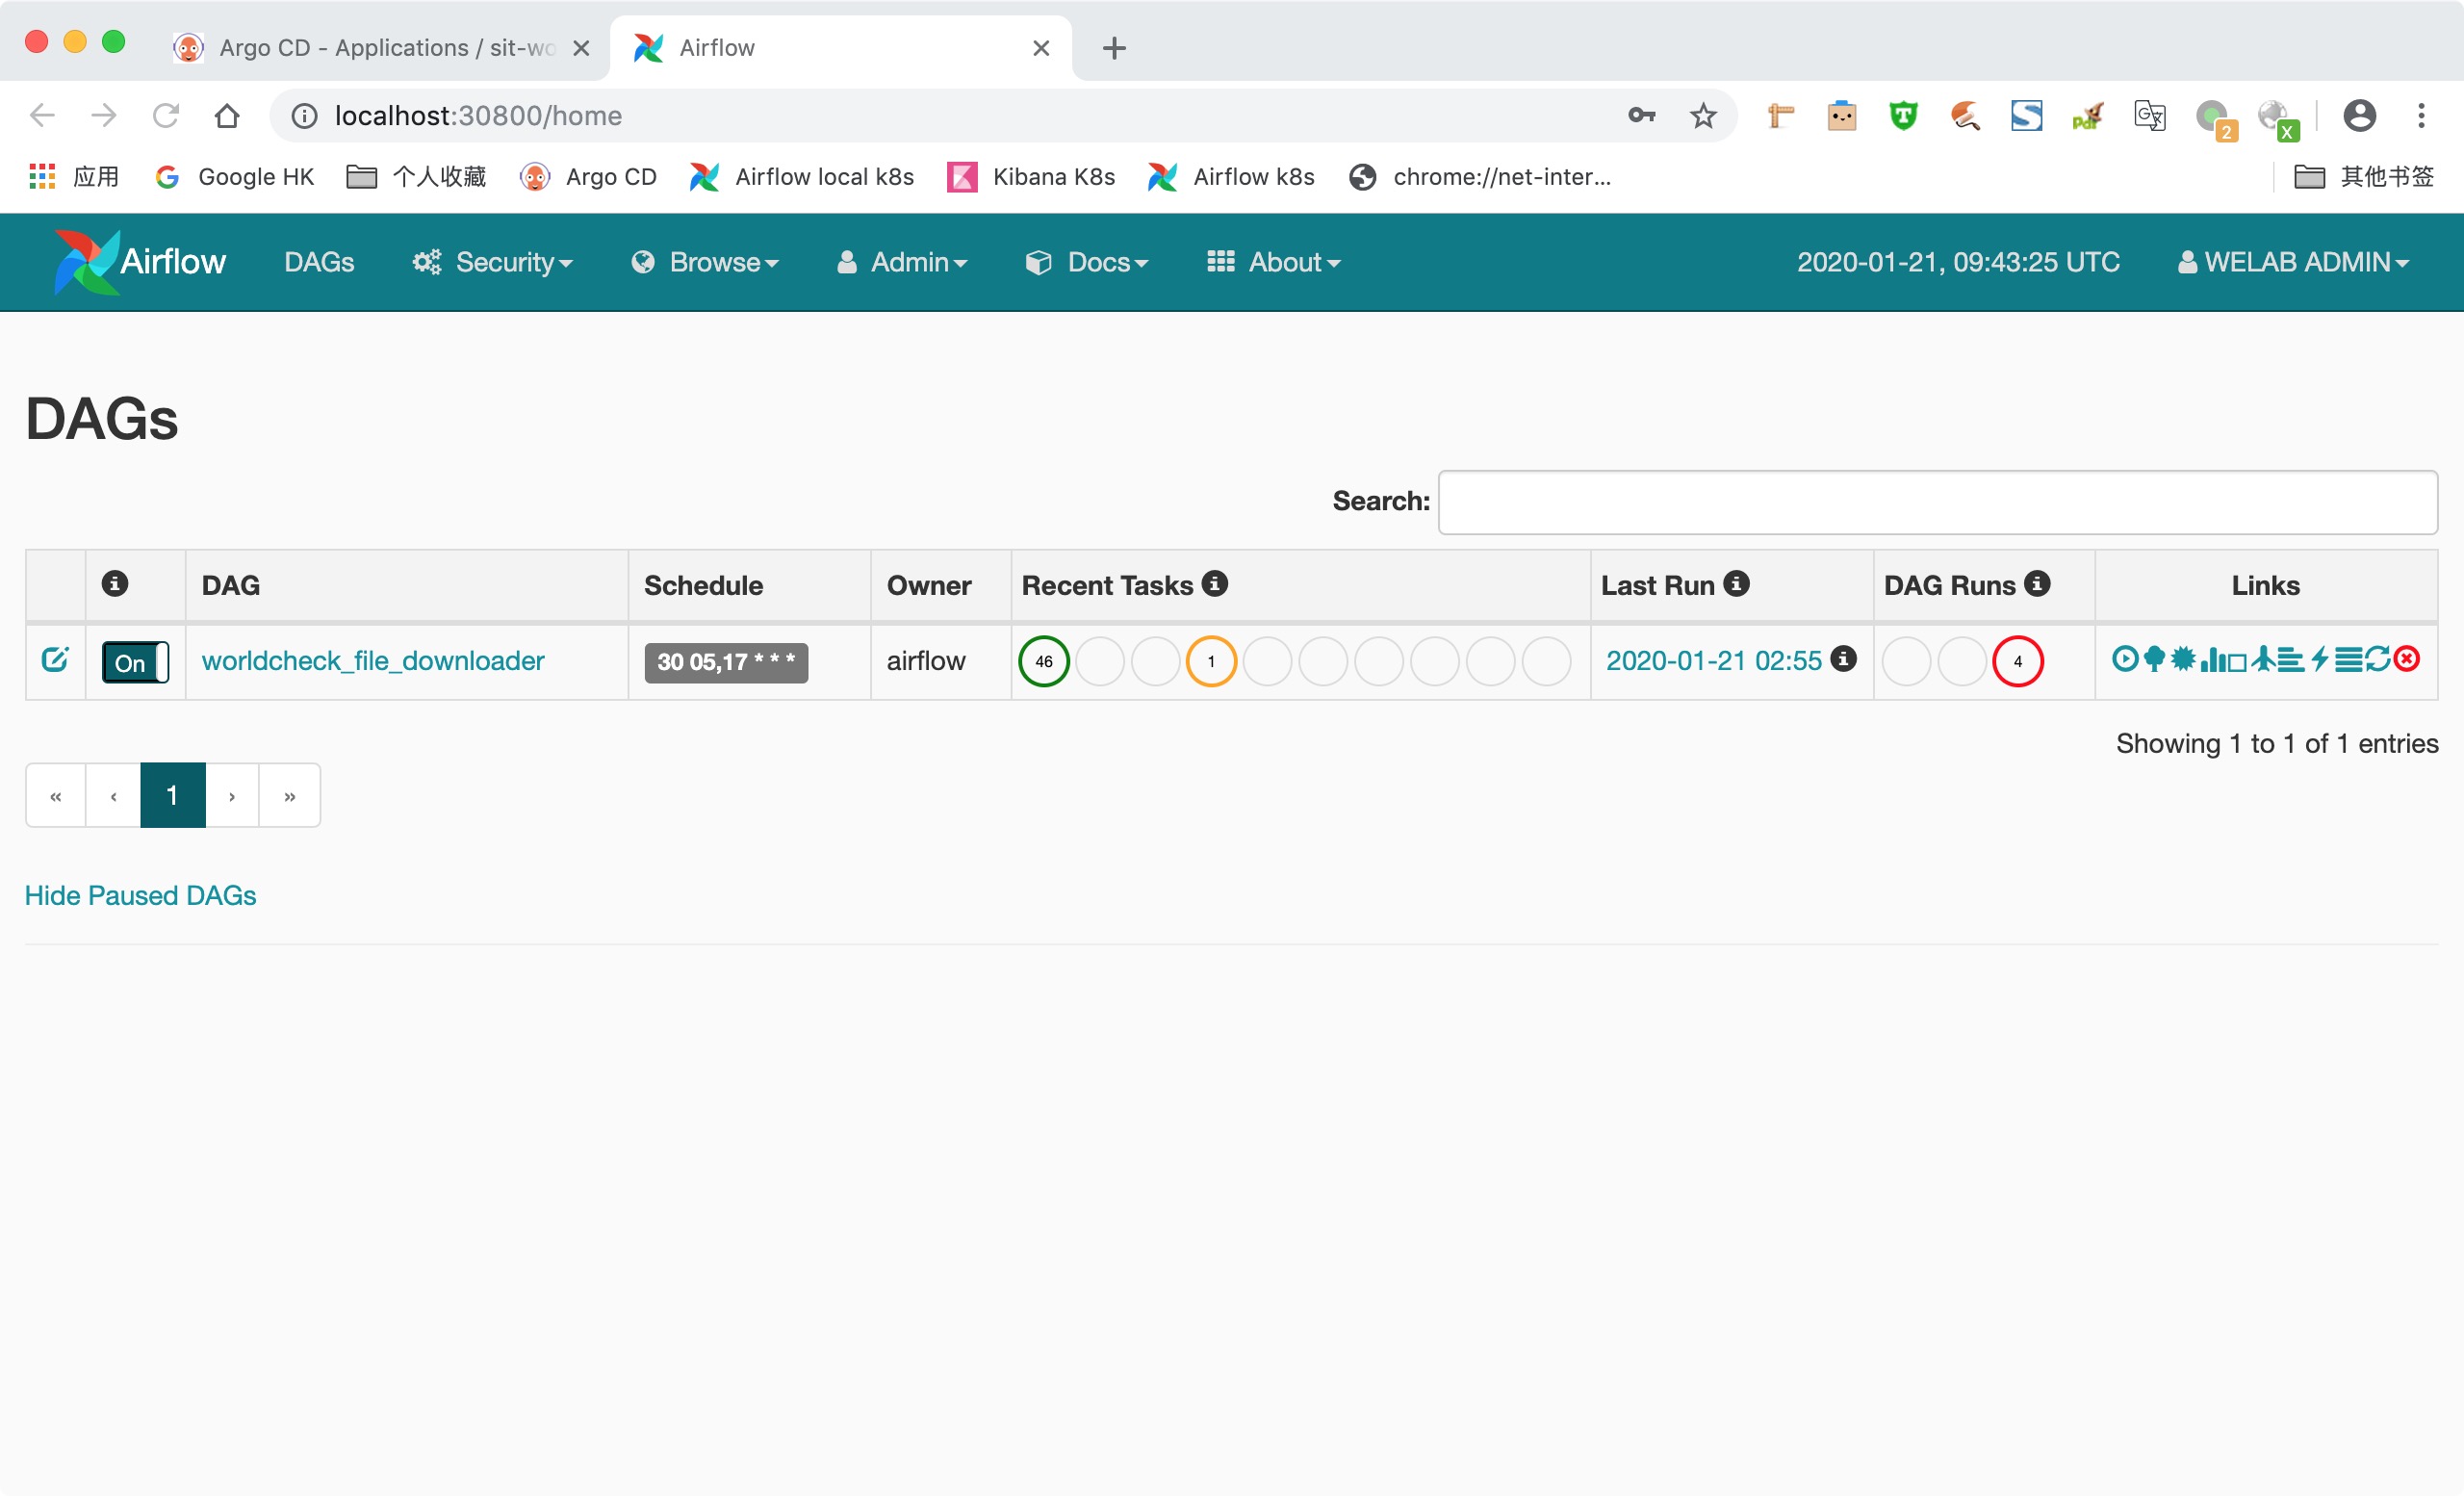 Argo CD - Applications / sit-wo
Airflow
localhost:30800/home
2
X
应用
Google HK
个人收藏
Argo CD
Airflow local k8s
Kibana K8s
Airflow k8s
chrome://net-inter...
其他书签
Airflow
DAGs
Security
Browse
Admin
Docs
About
2020-01-21, 09:43:25 UTC
WELAB ADMIN
DAGs
Search:
DAG
Schedule
Owner
Recent Tasks
Last Run
DAG Runs
Links
On
worldcheck_file_downloader
30 05,17 * * *
airflow
46
1
2020-01-21 02:55
4
Showing 1 to 1 of 1 entries
«
‹
1
›
»
Hide Paused DAGs